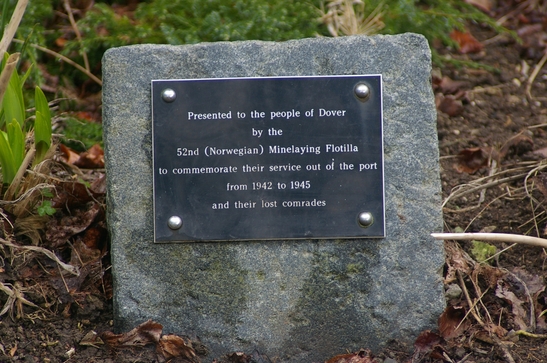 Presented to the people of Dover
by the
52nd (Norwegian) Minelaying Flotilla
to commemorate their service out of the port
from 1942 to 1945
and their lost comrades